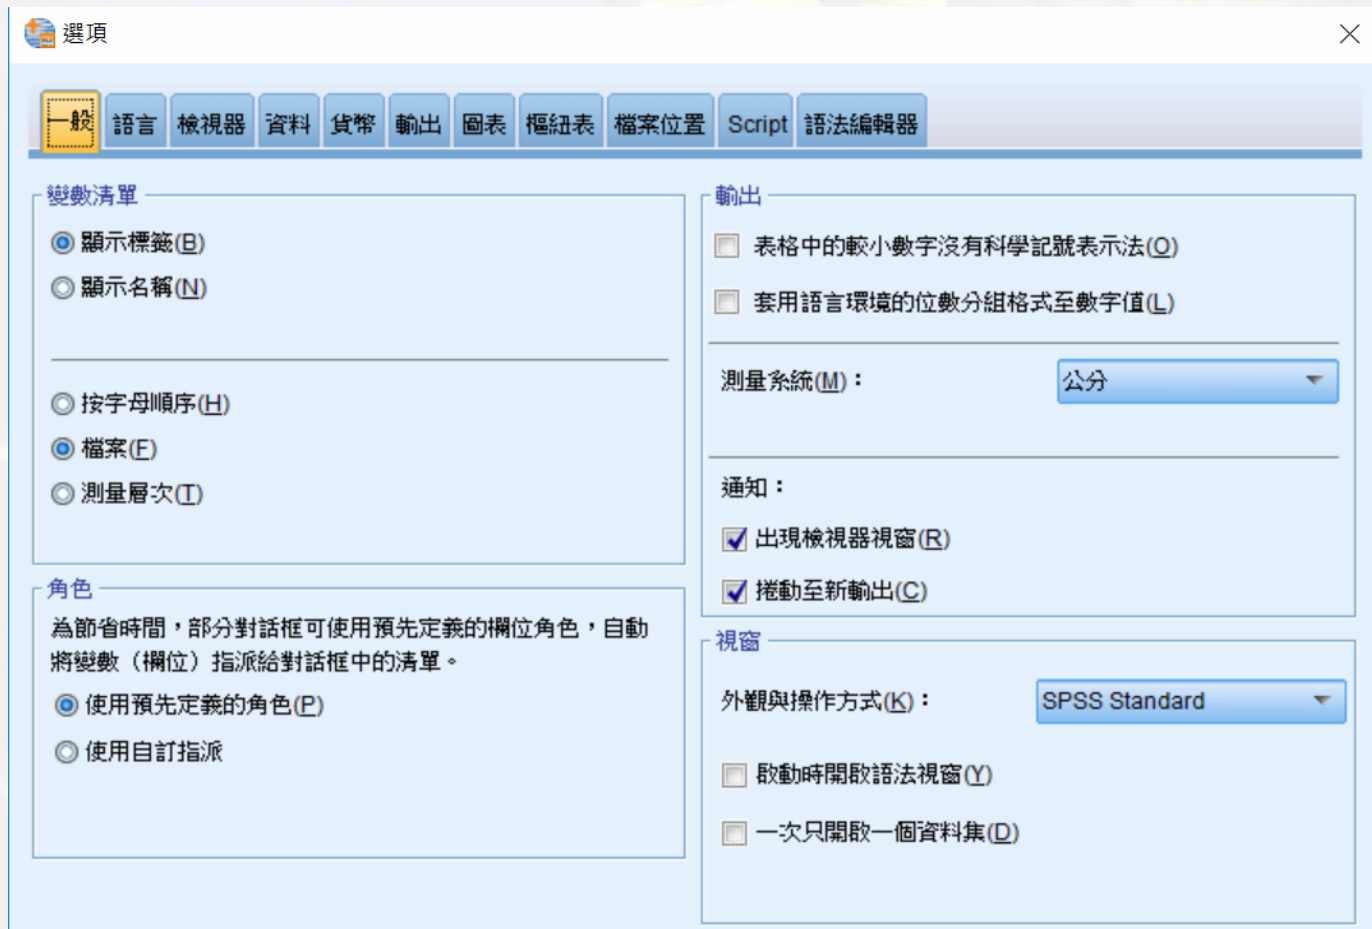 選項
一般 語言 檢視器 資料 貨幣 輸出 圖表 樞紐表 檔案位置 Script 語法編輯器
變數清單
顯示標籤(B)
顯示名稱(N)
按字母順序(H)
檔案(F)
測量層次(T)
角色
為節省時間，部分對話框可使用預先定義的欄位角色，自動
將變數（欄位）指派給對話框中的清單。
使用預先定義的角色(P)
使用自訂指派
輸出
表格中的較小數字沒有科學記號表示法(O)
套用語言環境的位數分組格式至數字值(L)
測量系統(M)： 公分
通知：
出現檢視器視窗(R)
捲動至新輸出(C)
視窗
外觀與操作方式(K)： SPSS Standard
啟動時開啟語法視窗(Y)
一次只開啟一個資料集(D)